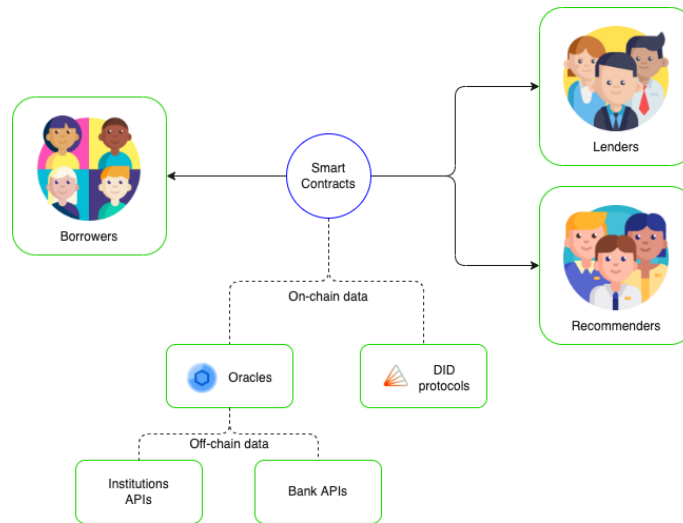 Smart
Contracts
Lenders
Borrowers
Recommenders
On-chain data
Oracles
DID
protocols
Off-chain data
Institutions
APIs
Bank APIs